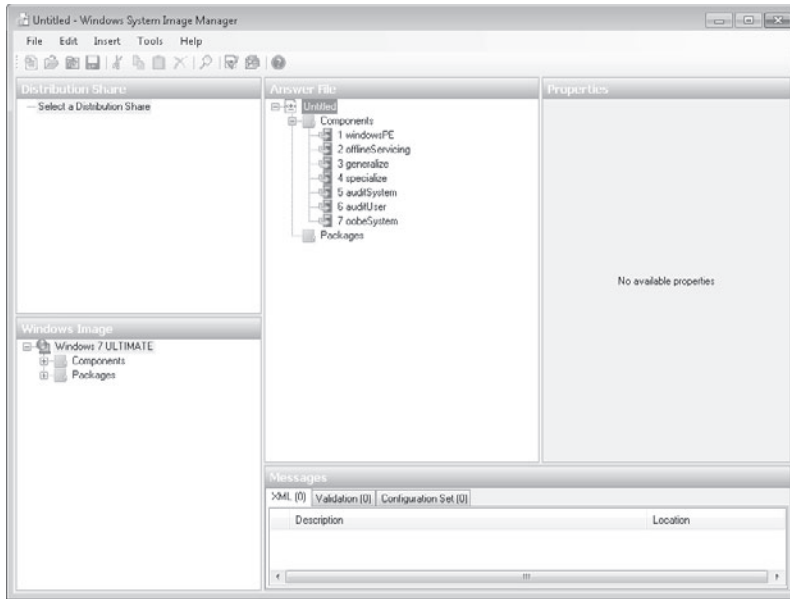 Untitled - Windows System Image Manager
File Edit Insert Tools Help
Distribution Share
Select a Distribution Share
Answer File
Untitled
Components
1 windowsPE
2 offlineServicing
3 generalize
4 specialize
5 auditSystem
6 auditUser
7 oobeSystem
Packages
Properties
No available properties
Windows Image
Windows 7 ULTIMATE
Components
Packages
Messages
XML (0) Validation (0) Configuration Set (0)
Description Location